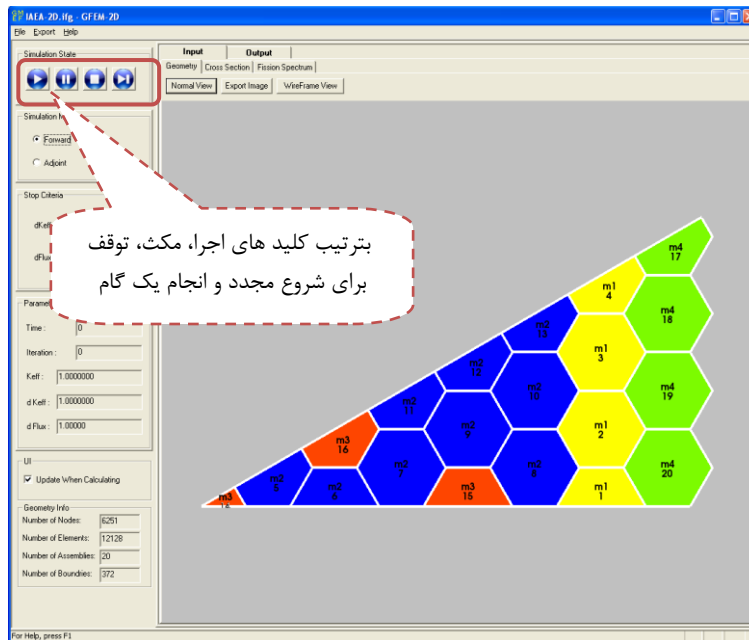 IAEA-2D.ifg - GFEM-2D
File Export Help
Simulation State
Input Output
Geometry Cross Section Fission Spectrum
Normal View Export Image WireFrame View
Simulation
Forward
Adjoint
Stop Criteria
dKeff
dFlux
بترتیب کلید های اجرا، مکث، توقف
برای شروع مجدد و انجام یک گام
Time : 0
Iteration : 0
Keff : 1.0000000
d Keff : 1.0000000
d Flux : 1.00000
UI
Update When Calculating
Geometry Info
Number of Nodes: 6251
Number of Elements: 12128
Number of Assemblies: 20
Number of Boundries: 372
m4
17
m1
4
m4
18
m2
13
m1
3
m2
12
m2
10
m4
19
m2
11
m2
9
m1
2
m3
16
m2
7
m2
8
m4
20
m2
5
m2
6
m3
15
m1
1
m3
For Help, press F1